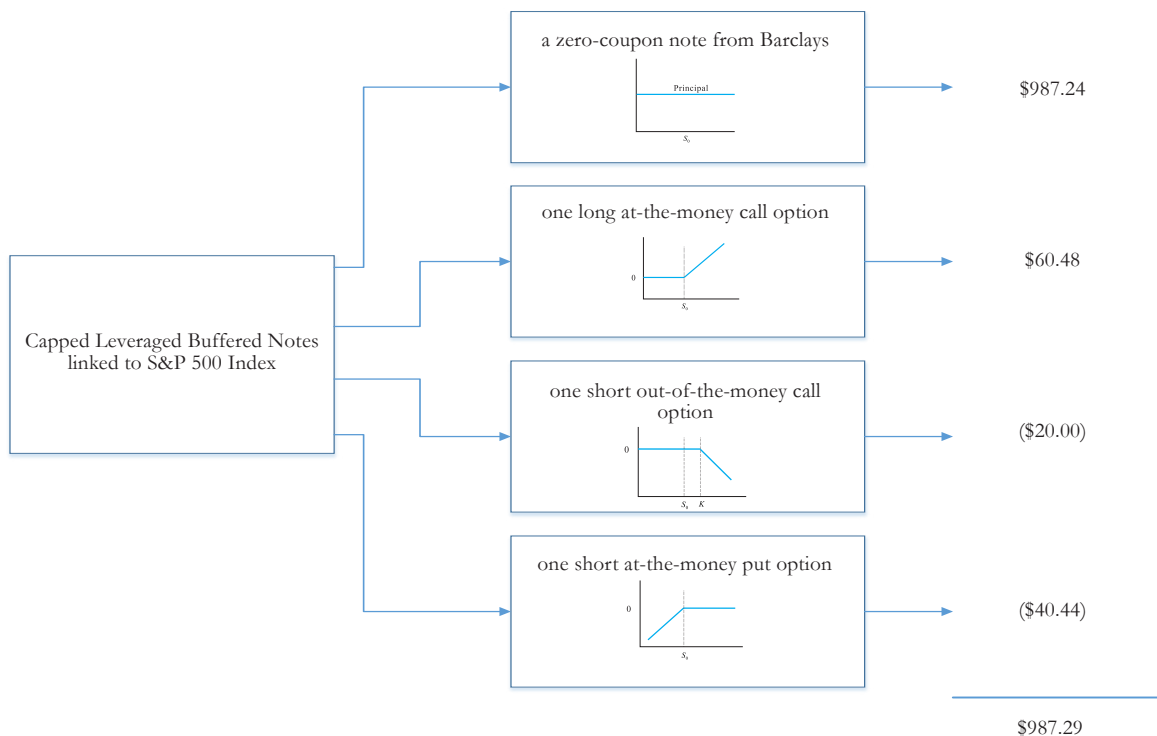 a zero-coupon note from Barclays
Principal
S₀
$987.24
one long at-the-money call option
0
S₀
$60.48
Capped Leveraged Buffered Notes
linked to S&P 500 Index
one short out-of-the-money call
option
0
S₀ K
($20.00)
one short at-the-money put option
0
S₀
($40.44)
$987.29